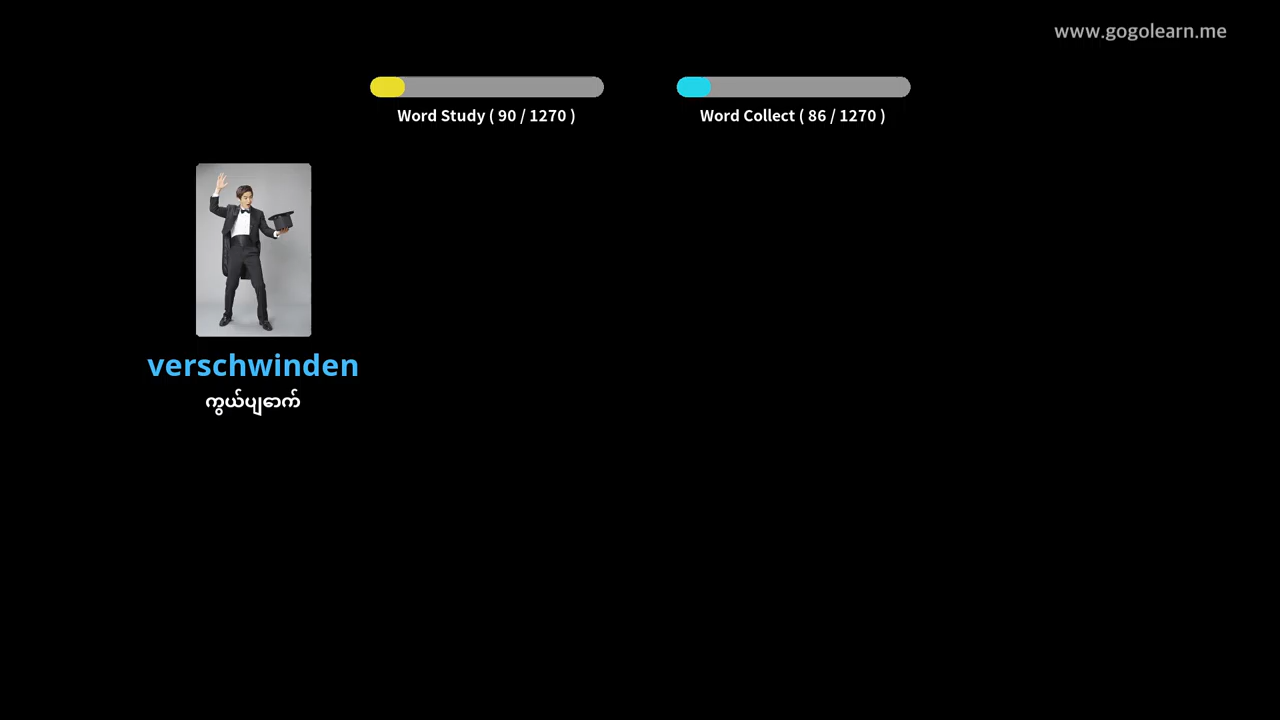 www.gogolearn.me
Word Study ( 90 / 1270 )
Word Collect ( 86 / 1270 )
verschwinden
ကွယ်ပျောက်